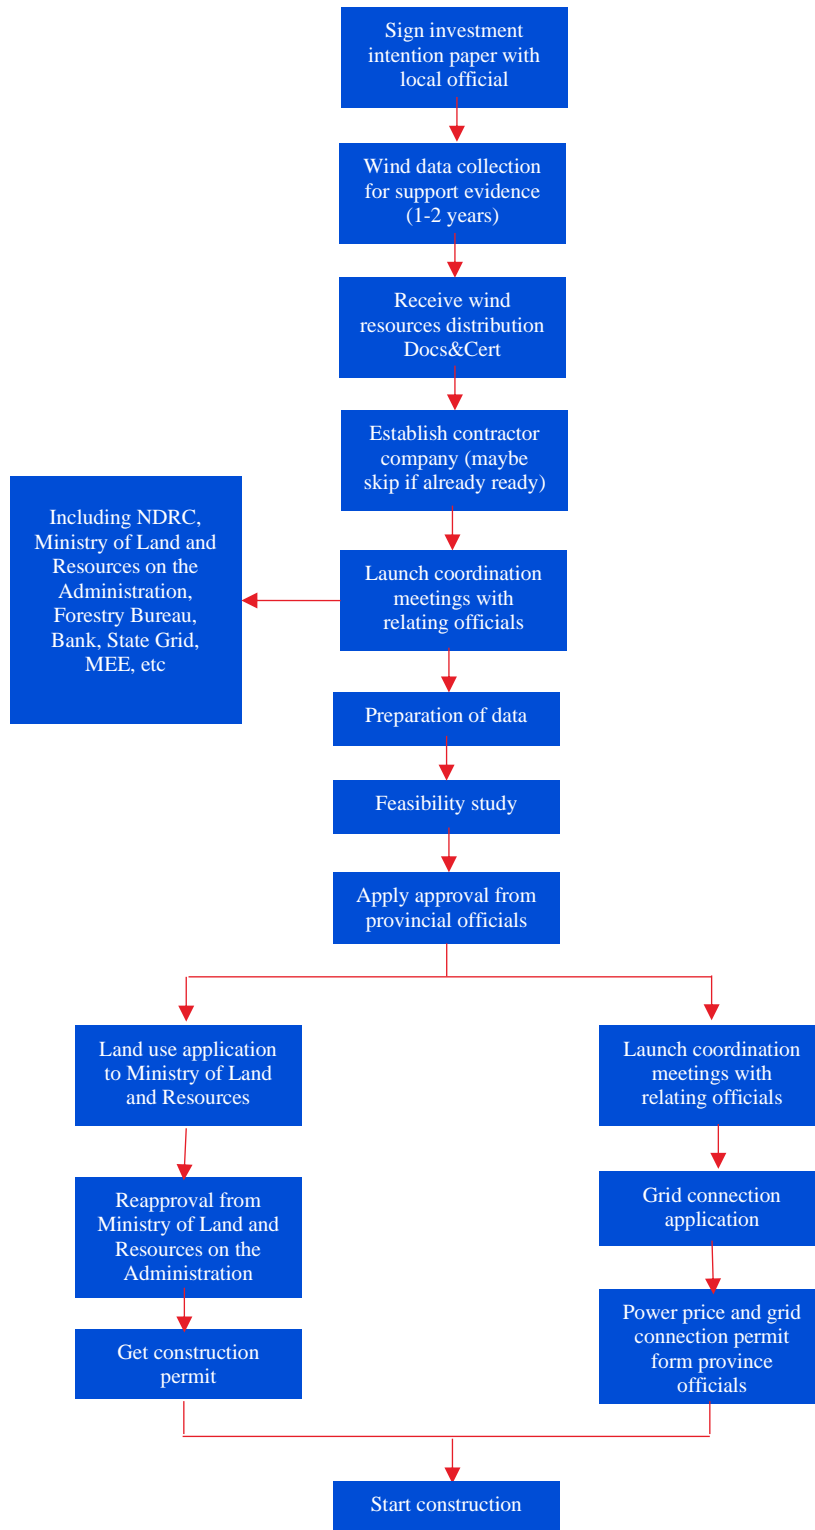 Sign investment
intention paper with
local official
Wind data collection
for support evidence
(1-2 years)
Receive wind
resources distribution
Docs&Cert
Establish contractor
company (maybe
skip if already ready)
Including NDRC,
Ministry of Land and
Resources on the
Administration,
Forestry Bureau,
Bank, State Grid,
MEE, etc
Launch coordination
meetings with
relating officials
Preparation of data
Feasibility study
Apply approval from
provincial officials
Land use application
to Ministry of Land
and Resources
Reapproval from
Ministry of Land and
Resources on the
Administration
Get construction
permit
Launch coordination
meetings with
relating officials
Grid connection
application
Power price and grid
connection permit
form province
officials
Start construction